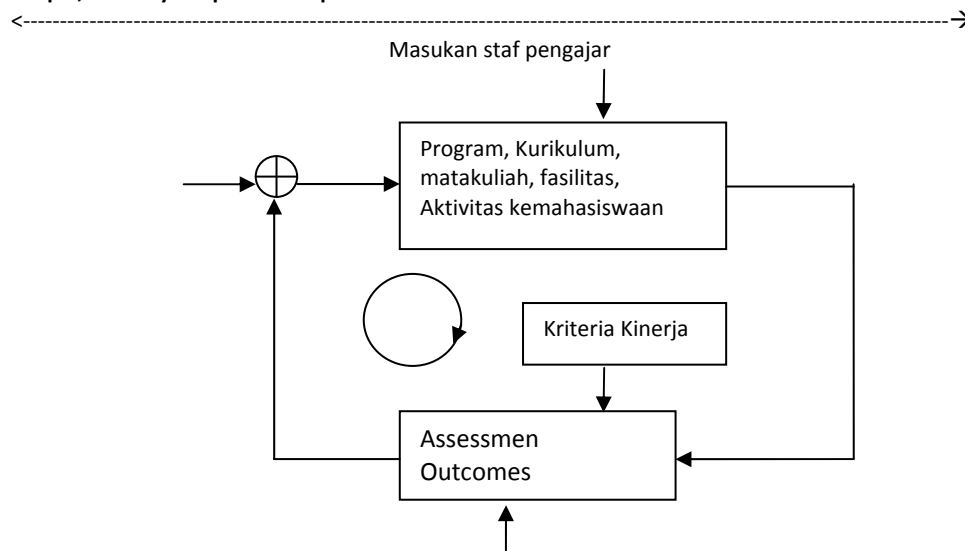 Masukan staf pengajar
Program, Kurikulum,
matakuliah, fasilitas,
Aktivitas kemahasiswaan
Kriteria Kinerja
Assessmen
Outcomes